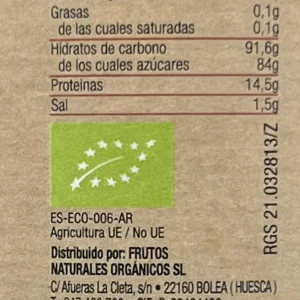 Grasas 0,1g
de las cuales saturadas 0,1g
Hidratos de carbono 91,6g
de los cuales azúcares 84g
Proteinas 14,5g
Sal 1,5g
ES-ECO-006-AR
Agricultura UE / No UE
Distribuido por: FRUTOS
NATURALES ORGÁNICOS SL
C/ Afueras La Cleta, s/n • 22160 BOLEA (HUESCA)
RGS 21.032813/Z